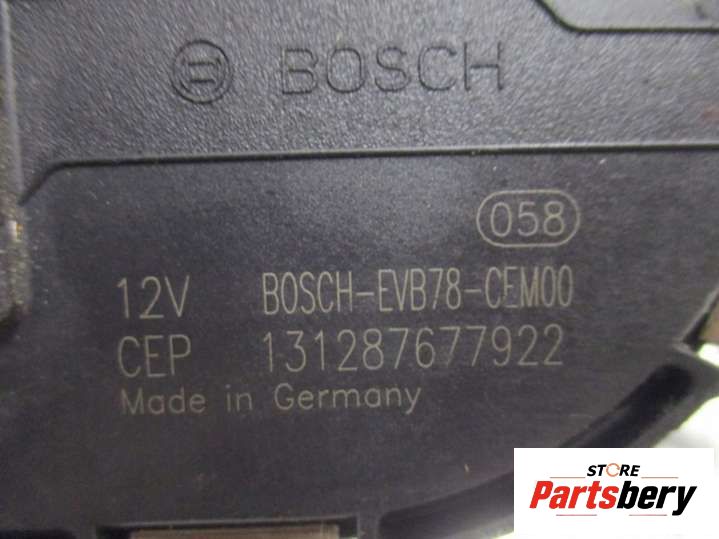 BOSCH
058
12V BOSCH-EVB78-CEM00
CEP 131287677922
Made in Germany
STORE
Partsbery